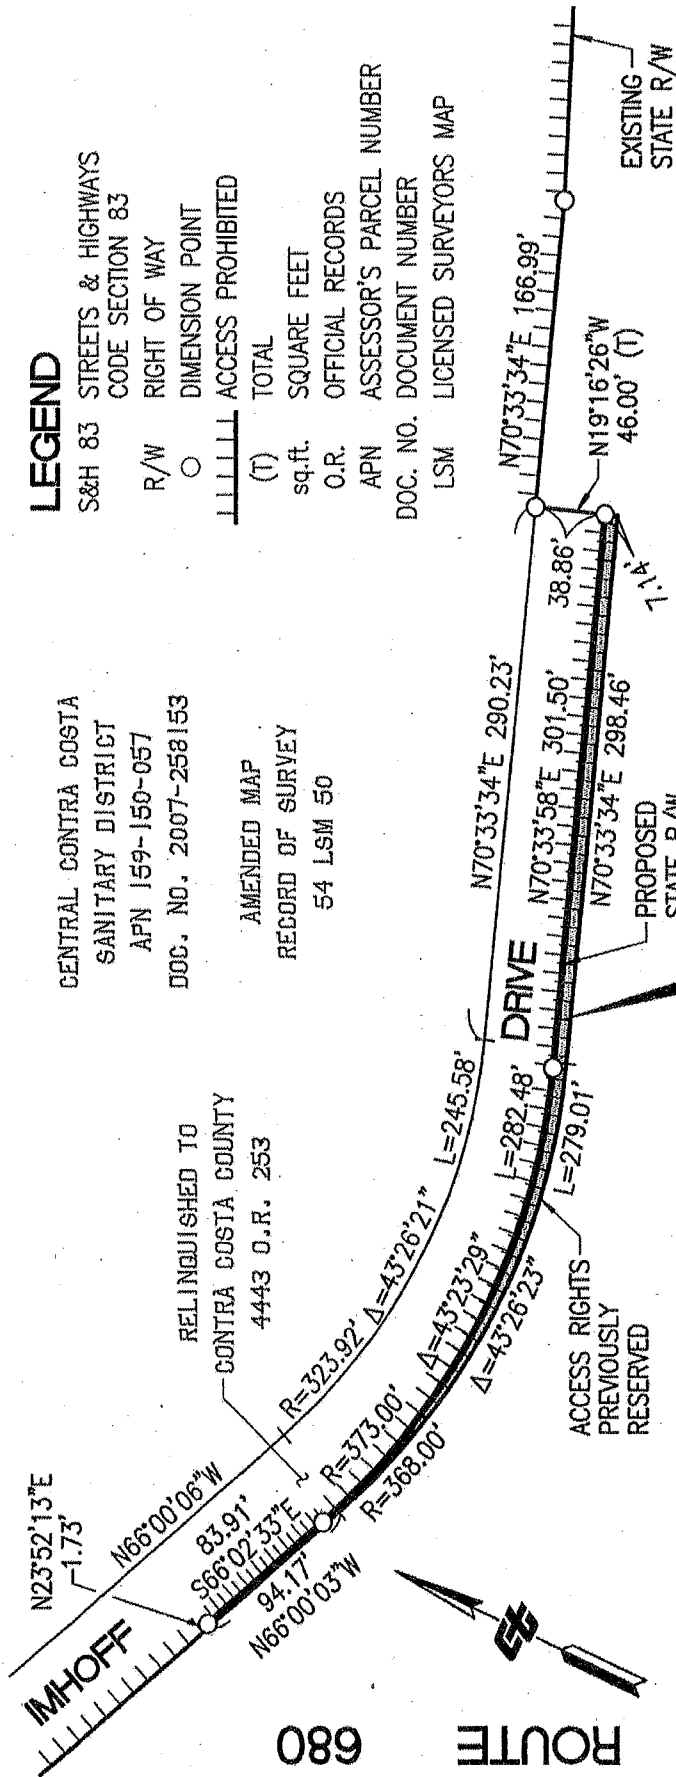 LEGEND
S&H 83 STREETS & HIGHWAYS
CODE SECTION 83
R/W RIGHT OF WAY
DIMENSION POINT
ACCESS PROHIBITED
(T) TOTAL
sq.ft. SQUARE FEET
O.R. OFFICIAL RECORDS
APN ASSESSOR'S PARCEL NUMBER
DOC. NO. DOCUMENT NUMBER
LSM LICENSED SURVEYORS MAP
CENTRAL CONTRA COSTA
SANITARY DISTRICT
APN 159-150-057
DOC. NO. 2007-258153
AMENDED MAP
RECORD OF SURVEY
54 LSM 50
RELINQUISHED TO
CONTRA COSTA COUNTY
4443 O.R. 253
N23°52'13"E
1.73'
IMHOFF
N66°00'06"W
83.91'
S66°02'33"E
94.17'
N66°00'03"W
R=323.92' Δ=43°26'21" L=245.58'
R=373.00' Δ=43°23'29" L=282.48'
R=368.00' Δ=43°26'23" L=279.01'
DRIVE
N70°33'34"E 290.23'
N70°33'58"E 301.50'
N70°33'34"E 298.46'
N70°33'34"E 166.99'
38.86'
7.14'
N19°16'26"W
46.00' (T)
EXISTING
STATE R/W
PROPOSED
STATE R/W
ACCESS RIGHTS
PREVIOUSLY
RESERVED
ROUTE 680